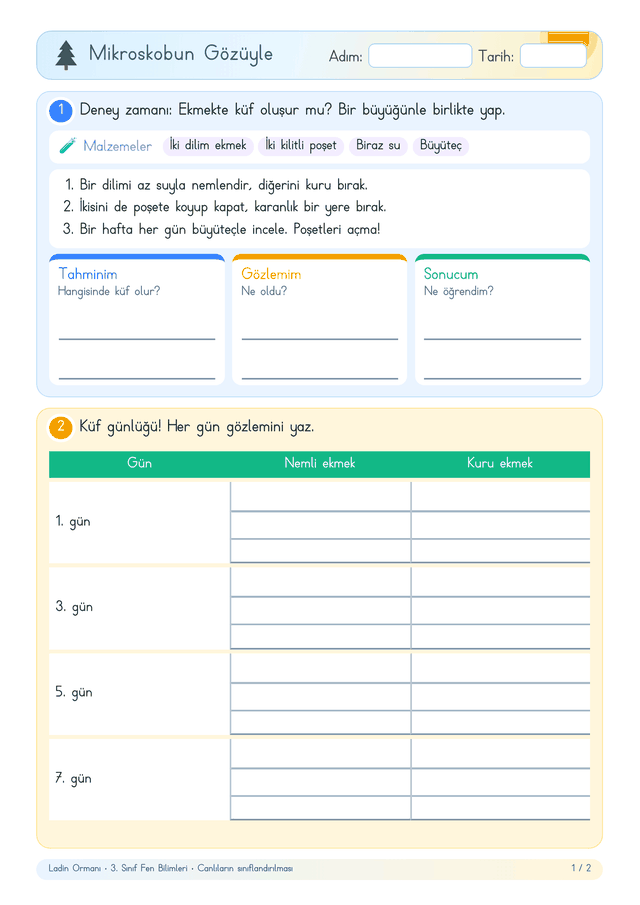 Mikroskobun Gözüyle
Adım:
Tarih:
1 Deney zamanı: Ekmekte küf oluşur mu? Bir büyüğünle birlikte yap.
Malzemeler İki dilim ekmek İki kilitli poşet Biraz su Büyüteç
1. Bir dilimi az suyla nemlendir, diğerini kuru bırak.
2. İkisini de poşete koyup kapat, karanlık bir yere bırak.
3. Bir hafta her gün büyüteçle incele. Poşetleri açma!
Tahminim
Hangisinde küf olur?
Gözlemim
Ne oldu?
Sonucum
Ne öğrendim?
2 Küf günlüğü! Her gün gözlemini yaz.
Gün Nemli ekmek Kuru ekmek
1. gün
3. gün
5. gün
7. gün
Ladin Ormanı • 3. Sınıf Fen Bilimleri • Canlıların sınıflandırılması
1 / 2